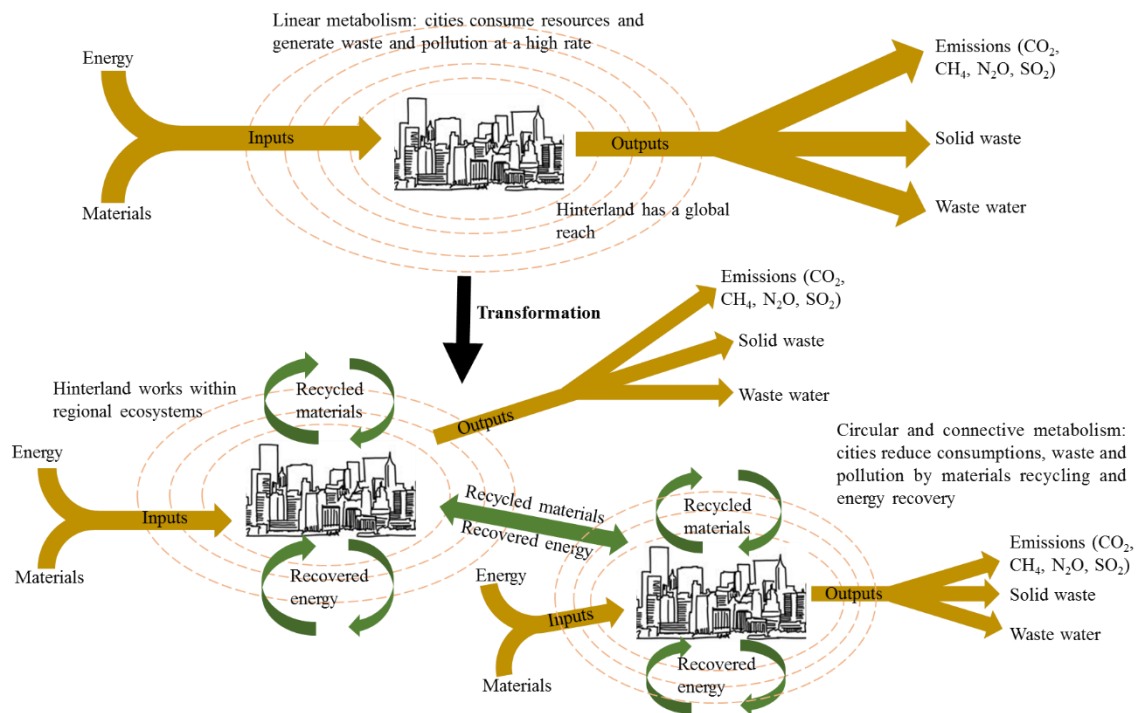 Linear metabolism: cities consume resources and
generate waste and pollution at a high rate
Energy
Inputs
Materials
Outputs
Emissions (CO₂,
CH₄, N₂O, SO₂)
Solid waste
Waste water
Hinterland has a global
reach
Transformation
Hinterland works within
regional ecosystems
Recycled
materials
Energy
Inputs
Materials
Recovered
energy
Outputs
Emissions (CO₂,
CH₄, N₂O, SO₂)
Solid waste
Waste water
Recycled materials
Recovered energy
Circular and connective metabolism:
cities reduce consumptions, waste and
pollution by materials recycling and
energy recovery
Recycled
materials
Energy
Inputs
Materials
Recovered
energy
Outputs
Emissions (CO₂,
CH₄, N₂O, SO₂)
Solid waste
Waste water